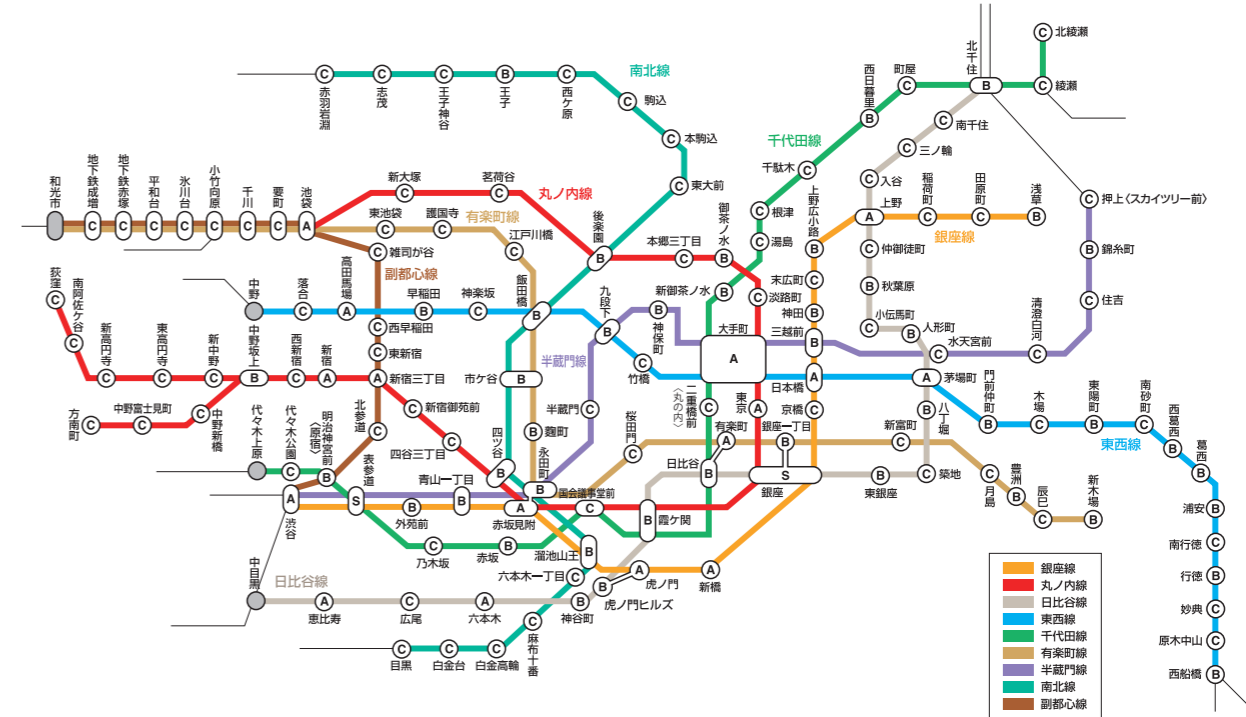 南北線
C 赤羽岩淵
C 志茂
C 王子神谷
B 王子
C 西ケ原
C 駒込
C 本駒込
C 東大前
千代田線
C 北綾瀬
C 綾瀬
B 北千住
C 町屋
B 西日暮里
C 千駄木
C 根津
C 湯島
B 新御茶ノ水
和光市
C 地下鉄成増
C 地下鉄赤塚
C 平和台
C 氷川台
C 小竹向原
C 千川
C 要町
A 池袋
丸ノ内線
C 新大塚
C 茗荷谷
B 後楽園
C 本郷三丁目
B 御茶ノ水
C 淡路町
有楽町線
C 東池袋
C 護国寺
C 江戸川橋
B 飯田橋
副都心線
C 雑司が谷
C 西早稲田
C 東新宿
A 新宿三丁目
C 北参道
B 明治神宮前
〈原宿〉
C 南千住
C 三ノ輪
C 入谷
A 上野
C 稲荷町
C 田原町
B 浅草
銀座線
B 上野広小路
C 末広町
B 神田
B 三越前
A 日本橋
C 京橋
C 仲御徒町
B 秋葉原
C 小伝馬町
B 人形町
C 押上〈スカイツリー前〉
B 錦糸町
C 住吉
C 清澄白河
C 水天宮前
中野
C 落合
A 高田馬場
B 早稲田
C 神楽坂
B 九段下
B 神保町
C 竹橋
A 大手町
半蔵門線
C 半蔵門
C 荻窪
C 南阿佐ケ谷
C 新高円寺
C 東高円寺
C 新中野
B 中野坂上
C 西新宿
A 新宿
C 方南町
C 中野富士見町
C 中野新橋
C 新宿御苑前
C 四谷三丁目
B 四ツ谷
B 市ケ谷
B 麴町
B 永田町
A 赤坂見附
C 国会議事堂前
C 桜田門
A 有楽町
B 銀座一丁目
C 新富町
C 月島
B 豊洲
C 辰巳
B 新木場
C 二重橋前
〈丸の内〉
A 東京
B 日比谷
S 銀座
B 東銀座
C 築地
B 八丁堀
A 茅場町
B 門前仲町
C 木場
B 東陽町
C 南砂町
B 西葛西
B 葛西
東西線
B 浦安
C 南行徳
B 行徳
C 妙典
C 原木中山
B 西船橋
代々木上原
C 代々木公園
S 表参道
A 渋谷
B 外苑前
B 青山一丁目
C 乃木坂
B 赤坂
B 溜池山王
B 霞ケ関
A 虎ノ門
A 新橋
B 虎ノ門ヒルズ
B 神谷町
A 六本木
C 広尾
A 恵比寿
中目黒
日比谷線
C 六本木一丁目
C 麻布十番
C 白金高輪
C 白金台
C 目黒
銀座線
丸ノ内線
日比谷線
東西線
千代田線
有楽町線
半蔵門線
南北線
副都心線